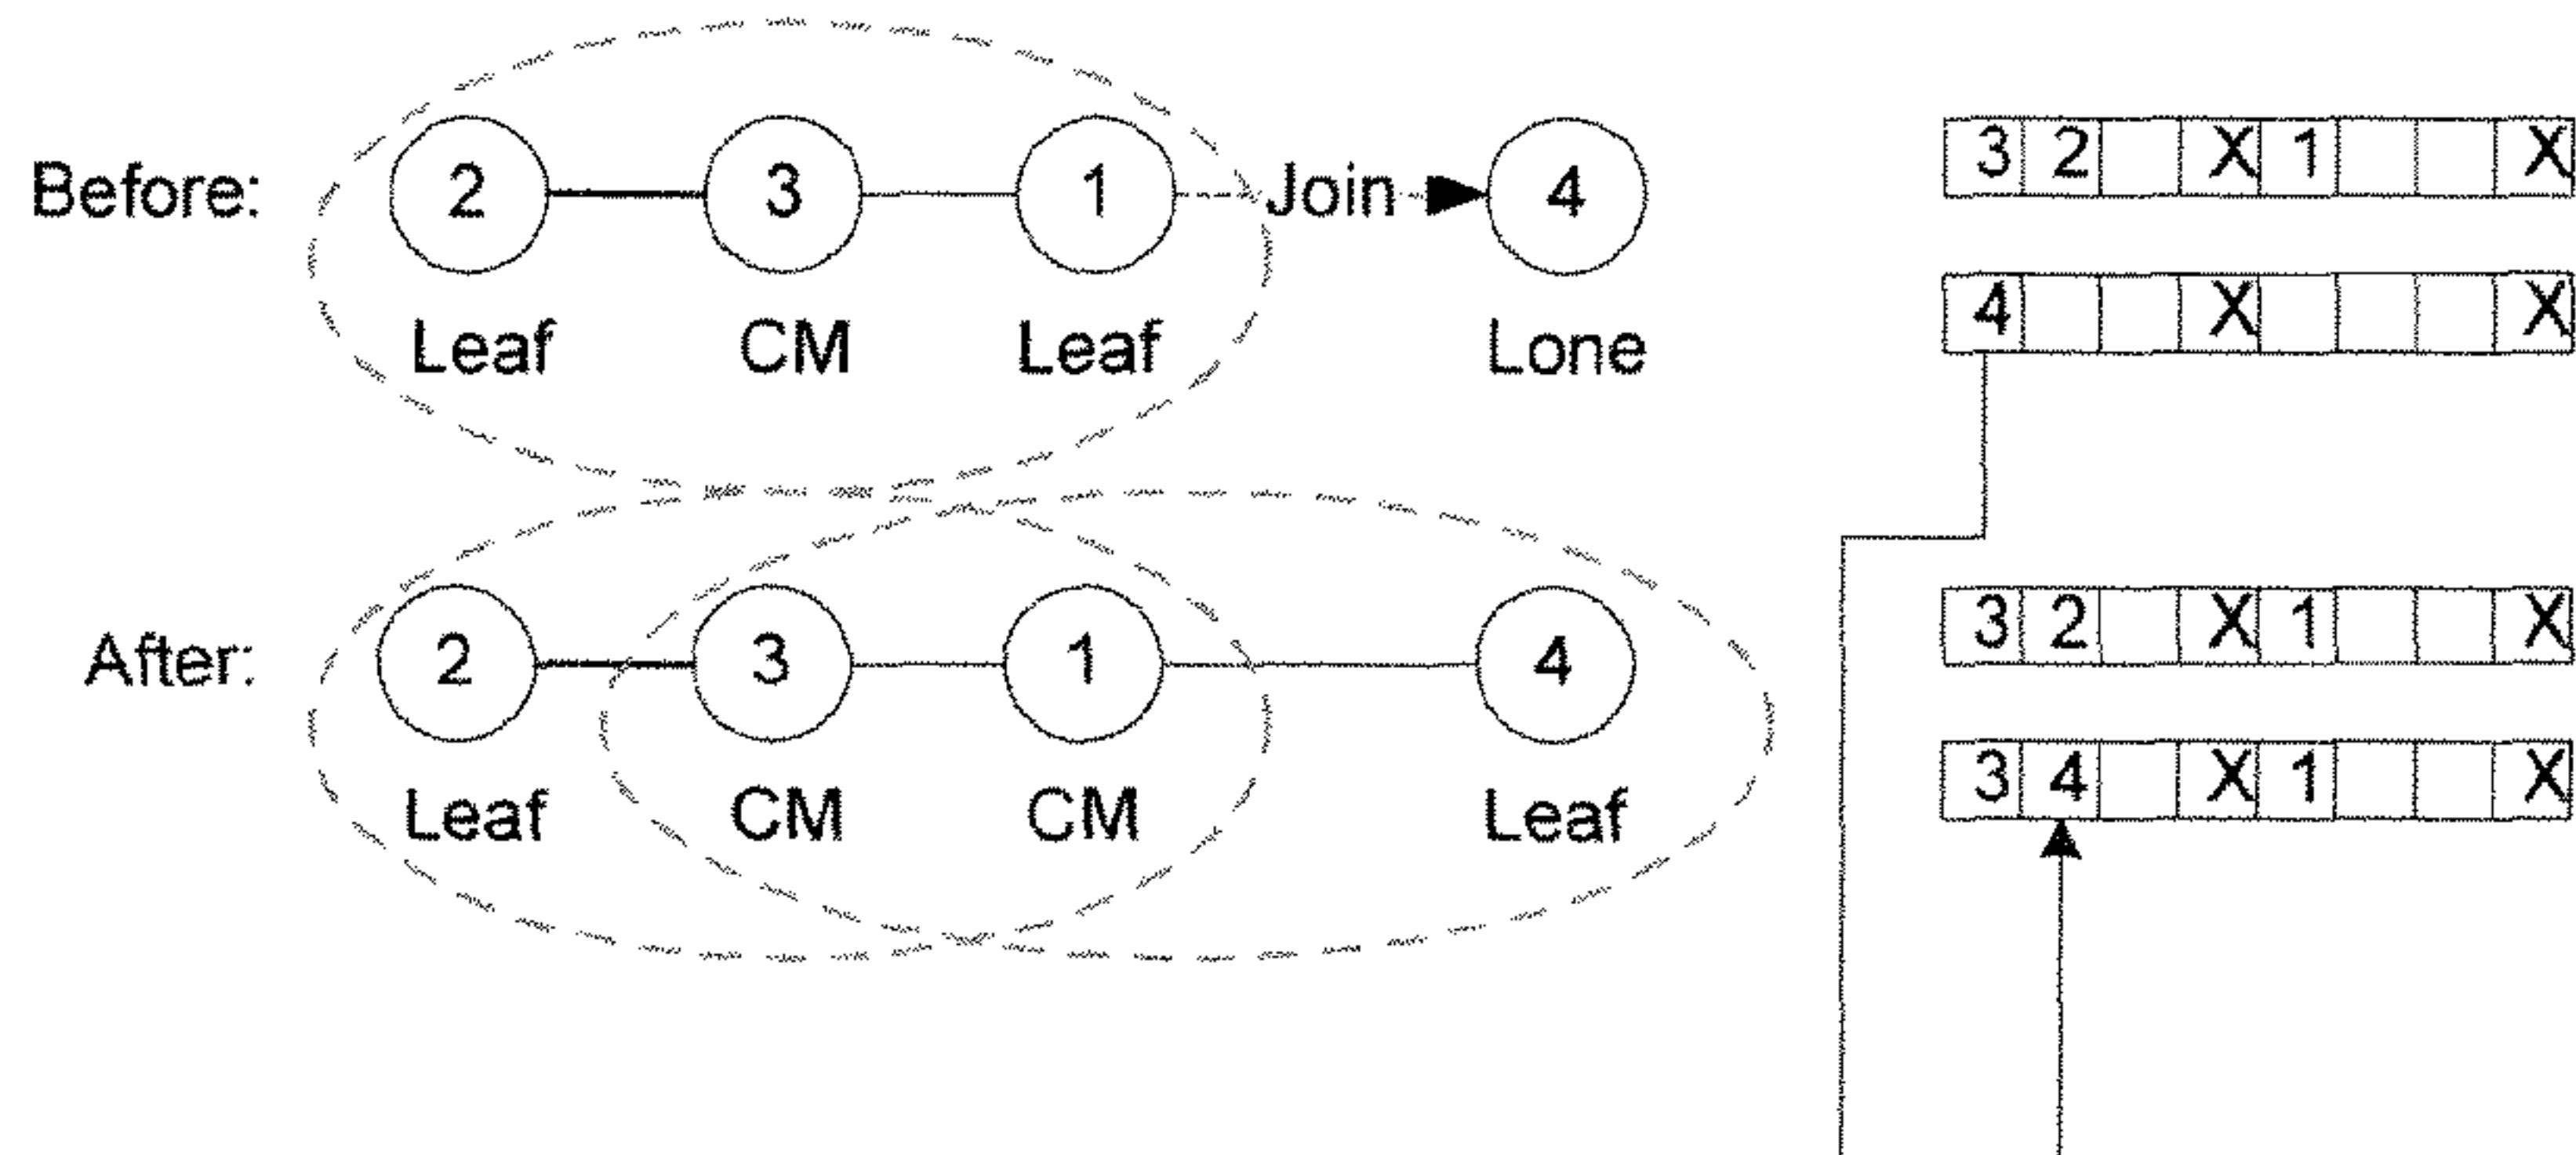 Before: 2 3 1 Join 4 3 2 X 1 X
Leaf CM Leaf Lone 4 X X
After: 2 3 1 4 3 2 X 1 X
Leaf CM CM Leaf 3 4 X 1 X